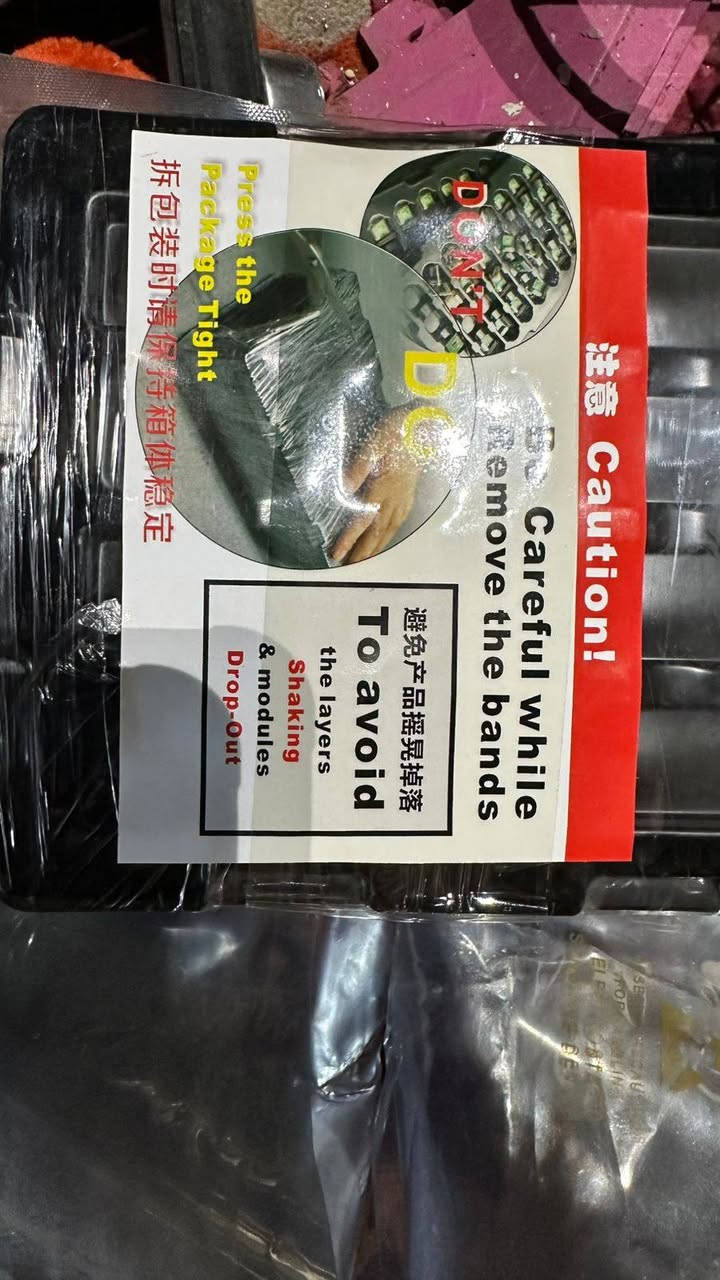 注意 Caution!
Be Careful while
Remove the bands
DON'T
DO
Press the
Package Tight
拆包装时请保持箱体稳定
避免产品摇晃掉落
To avoid
the layers
Shaking
& modules
Drop-Out